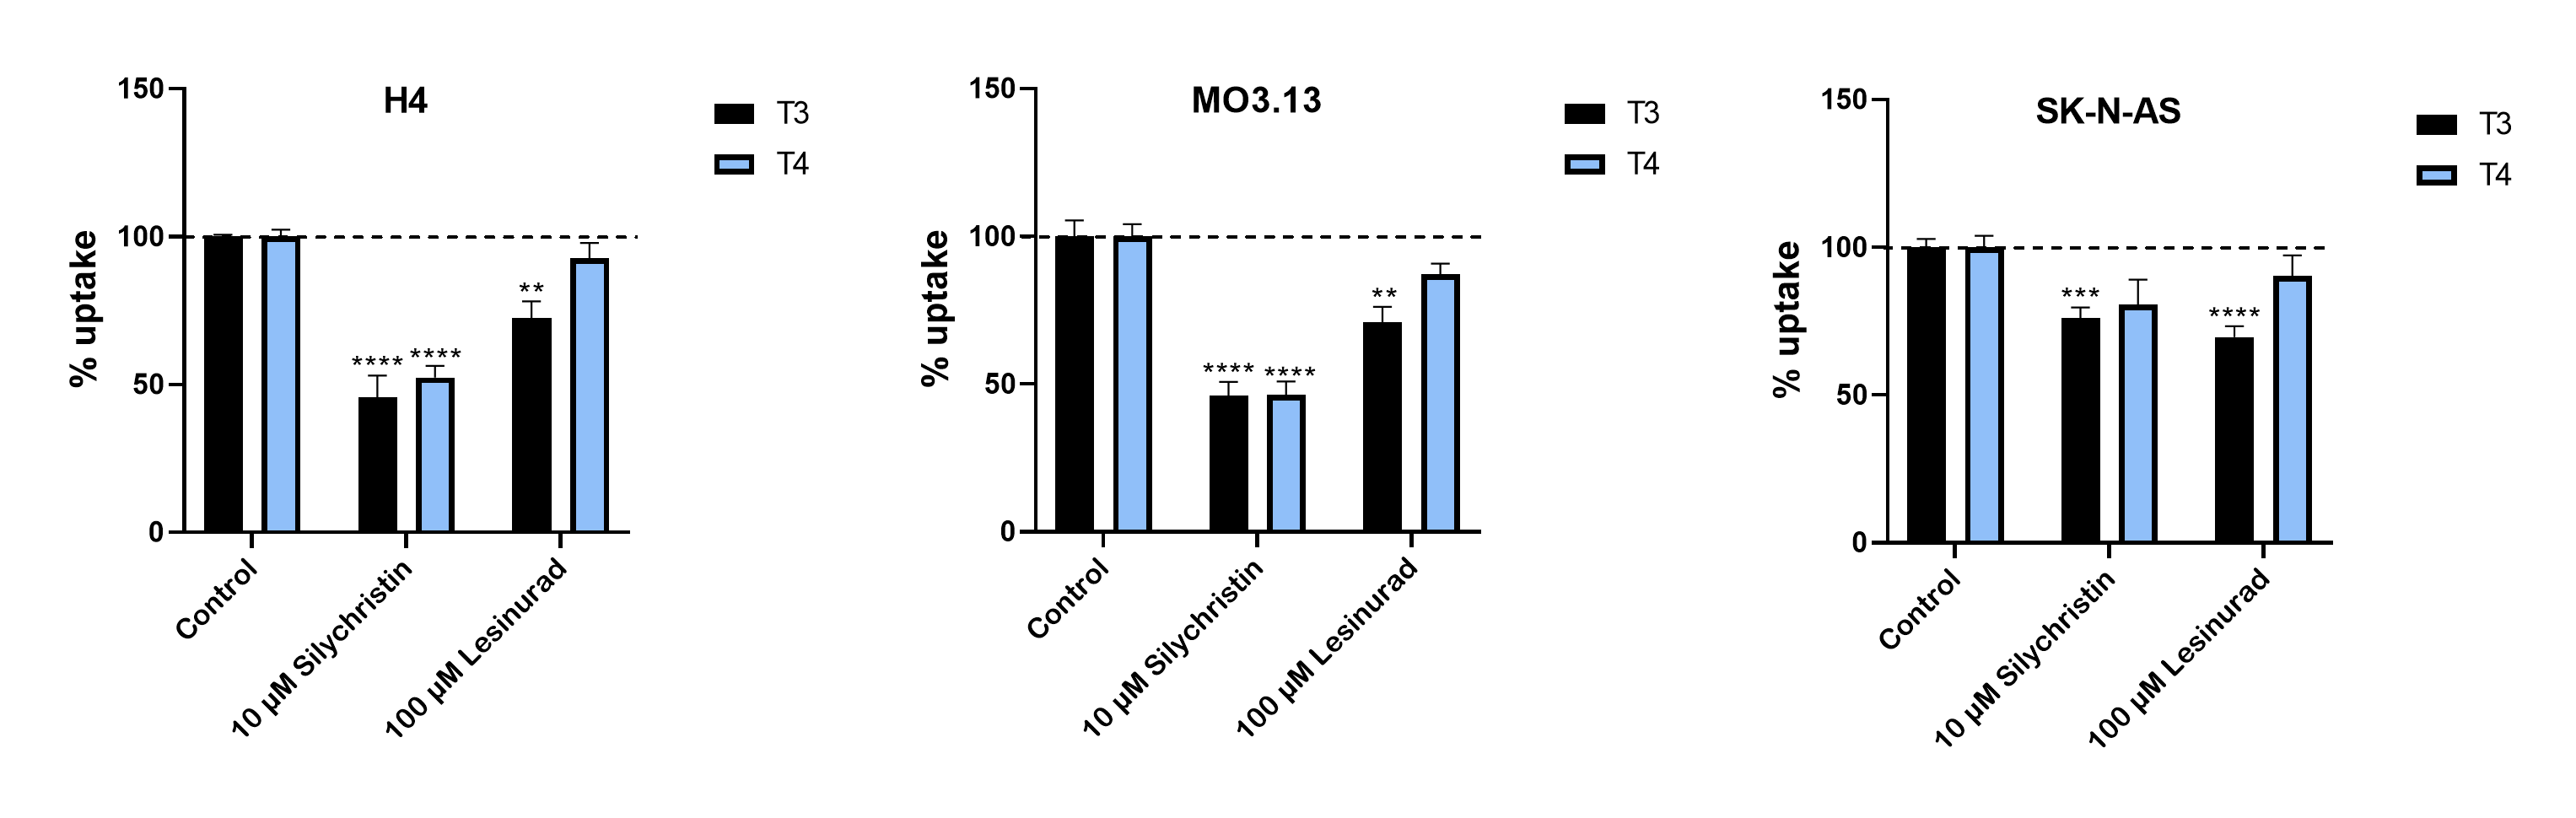 H4
150
100
50
0
% uptake
T3
T4
**
**** ****
Control
10 µM Silychristin
100 µM Lesinurad
MO3.13
150
100
50
0
% uptake
T3
T4
**
**** ****
Control
10 µM Silychristin
100 µM Lesinurad
SK-N-AS
150
100
50
0
% uptake
T3
T4
***
****
Control
10 µM Silychristin
100 µM Lesinurad